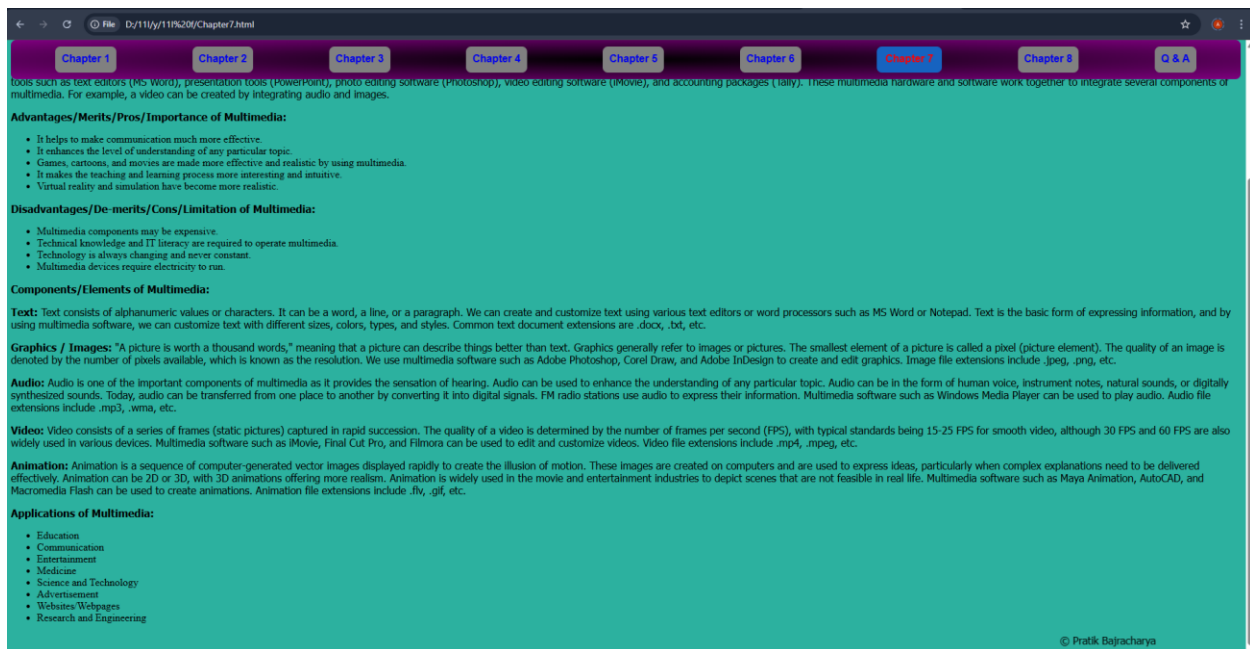 File D:/11I/y/11I%20f/Chapter7.html
Chapter 1 Chapter 2 Chapter 3 Chapter 4 Chapter 5 Chapter 6 Chapter 7 Chapter 8 Q & A
tools such as text editors (MS Word), presentation tools (PowerPoint), photo editing software (Photoshop), video editing software (iMovie), and accounting packages (Tally). These multimedia hardware and software work together to integrate several components of
multimedia. For example, a video can be created by integrating audio and images.
Advantages/Merits/Pros/Importance of Multimedia:
• It helps to make communication much more effective.
• It enhances the level of understanding of any particular topic.
• Games, cartoons, and movies are made more effective and realistic by using multimedia.
• It makes the teaching and learning process more interesting and intuitive.
• Virtual reality and simulation have become more realistic.
Disadvantages/De-merits/Cons/Limitation of Multimedia:
• Multimedia components may be expensive.
• Technical knowledge and IT literacy are required to operate multimedia.
• Technology is always changing and never constant.
• Multimedia devices require electricity to run.
Components/Elements of Multimedia:
Text: Text consists of alphanumeric values or characters. It can be a word, a line, or a paragraph. We can create and customize text using various text editors or word processors such as MS Word or Notepad. Text is the basic form of expressing information, and by
using multimedia software, we can customize text with different sizes, colors, types, and styles. Common text document extensions are .docx, .txt, etc.
Graphics / Images: "A picture is worth a thousand words," meaning that a picture can describe things better than text. Graphics generally refer to images or pictures. The smallest element of a picture is called a pixel (picture element). The quality of an image is
denoted by the number of pixels available, which is known as the resolution. We use multimedia software such as Adobe Photoshop, Corel Draw, and Adobe InDesign to create and edit graphics. Image file extensions include .jpeg, .png, etc.
Audio: Audio is one of the important components of multimedia as it provides the sensation of hearing. Audio can be used to enhance the understanding of any particular topic. Audio can be in the form of human voice, instrument notes, natural sounds, or digitally
synthesized sounds. Today, audio can be transferred from one place to another by converting it into digital signals. FM radio stations use audio to express their information. Multimedia software such as Windows Media Player can be used to play audio. Audio file
extensions include .mp3, .wma, etc.
Video: Video consists of a series of frames (static pictures) captured in rapid succession. The quality of a video is determined by the number of frames per second (FPS), with typical standards being 15-25 FPS for smooth video, although 30 FPS and 60 FPS are also
widely used in various devices. Multimedia software such as iMovie, Final Cut Pro, and Filmora can be used to edit and customize videos. Video file extensions include .mp4, .mpeg, etc.
Animation: Animation is a sequence of computer-generated vector images displayed rapidly to create the illusion of motion. These images are created on computers and are used to express ideas, particularly when complex explanations need to be delivered
effectively. Animation can be 2D or 3D, with 3D animations offering more realism. Animation is widely used in the movie and entertainment industries to depict scenes that are not feasible in real life. Multimedia software such as Maya Animation, AutoCAD, and
Macromedia Flash can be used to create animations. Animation file extensions include .flv, .gif, etc.
Applications of Multimedia:
• Education
• Communication
• Entertainment
• Medicine
• Science and Technology
• Advertisement
• Websites/Webpages
• Research and Engineering
© Pratik Bajracharya